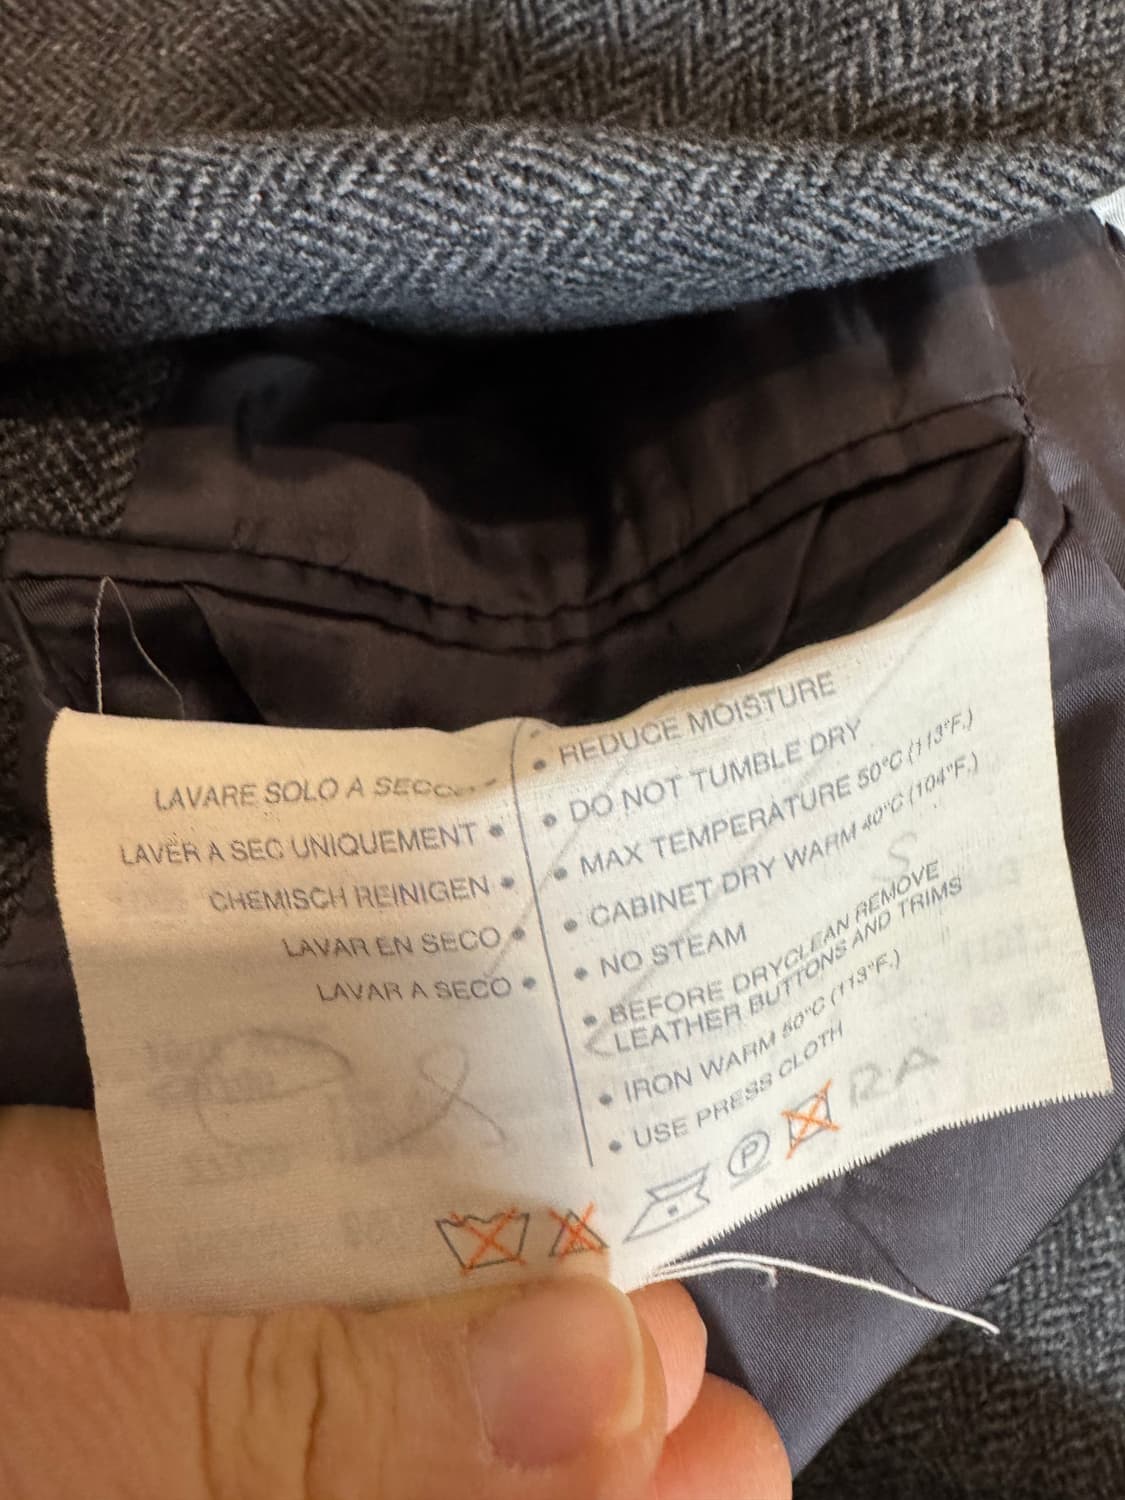 LAVARE SOLO A SECCO
LAVER A SEC UNIQUEMENT •
CHEMISCH REINIGEN •
LAVAR EN SECO •
LAVAR A SECO •
• REDUCE MOISTURE
• DO NOT TUMBLE DRY
• MAX TEMPERATURE 50°C (113°F.)
• CABINET DRY WARM 40°C (104°F.)
• NO STEAM
• BEFORE DRYCLEAN REMOVE
LEATHER BUTTONS AND TRIMS
• IRON WARM 50°C (113°F.)
• USE PRESS CLOTH
P
RA